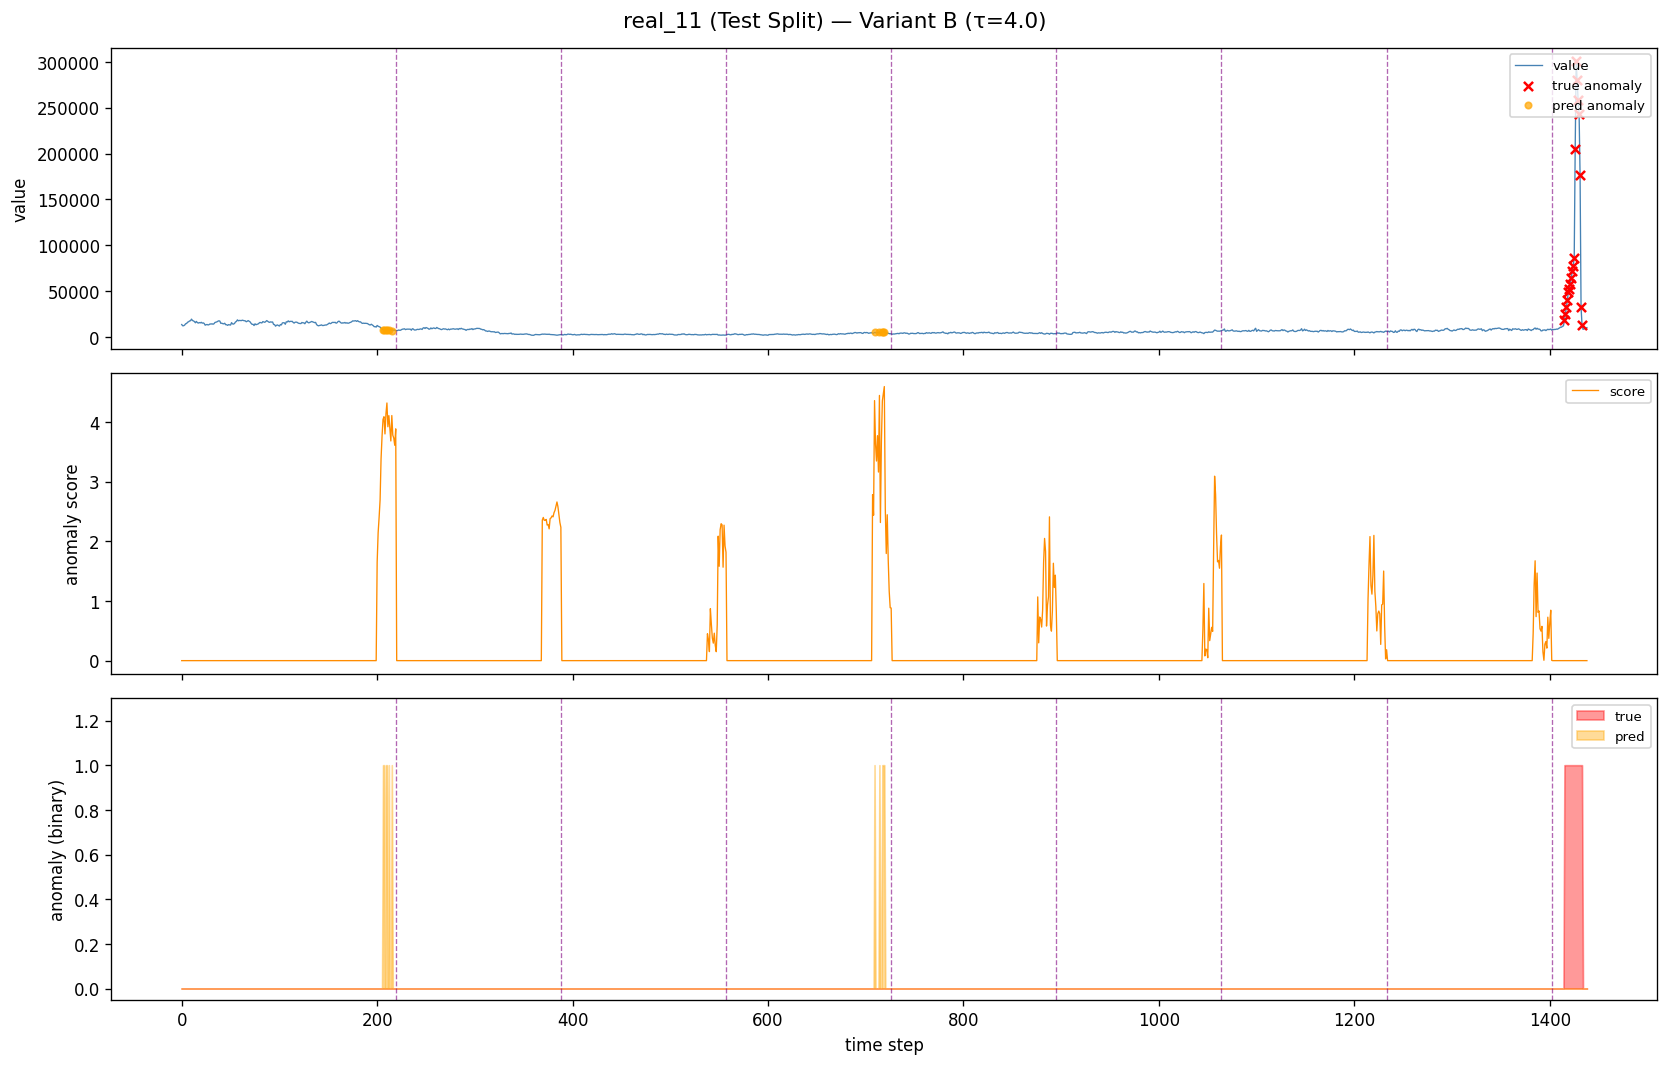 real_11 (Test Split) — Variant B (τ=4.0)
300000
250000
200000
150000
100000
50000
0
value
value
true anomaly
pred anomaly
4
3
2
1
0
anomaly score
score
1.2
1.0
0.8
0.6
0.4
0.2
0.0
anomaly (binary)
true
pred
0
200
400
600
800
1000
1200
1400
time step